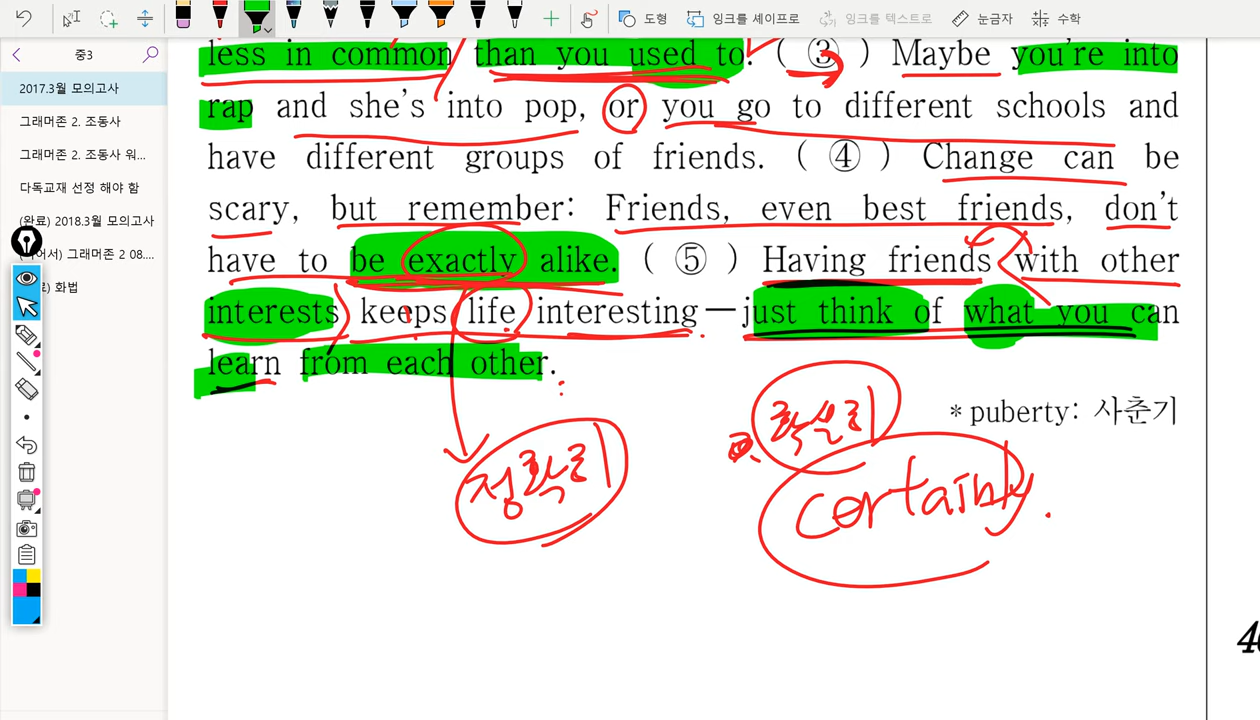 도형
잉크를 셰이프로
잉크를 텍스트로
눈금자
수학
중3
2017.3월 모의고사
그래머존 2. 조동사
그래머존 2. 조동사 워...
다독교재 선정 해야 함
(완료) 2018.3월 모의고사
어서) 그래머존 2 08....
) 화법
less in common than you used to. ( ③ ) Maybe you're into
rap and she's into pop, or you go to different schools and
have different groups of friends. ( ④ ) Change can be
scary, but remember: Friends, even best friends, don't
have to be exactly alike. ( ⑤ ) Having friends with other
interests keeps life interesting—just think of what you can
learn from each other.
* puberty: 사춘기
확실히
정확히
certainly.